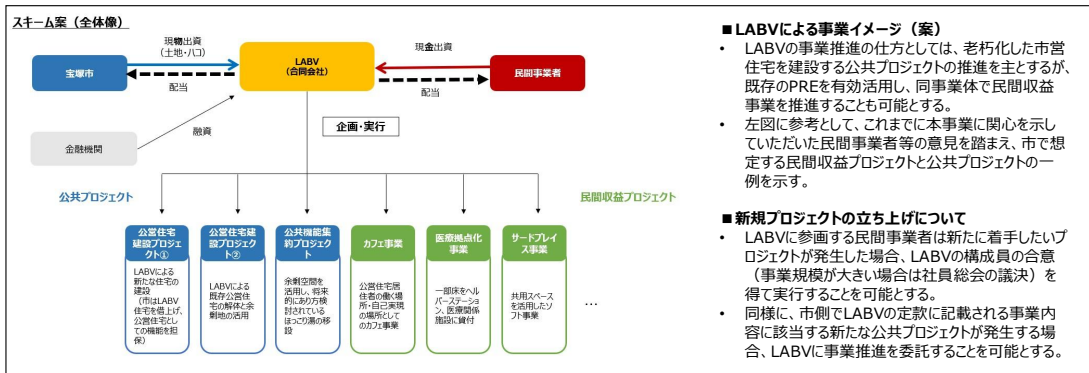 スキーム案（全体像）
現物出資
（土地・ハコ）
LABV
（合同会社）
現金出資
宝塚市
民間事業者
配当
配当
融資
企画・実行
金融機関
公共プロジェクト
民間収益プロジェクト
公営住宅
建設プロジェ
クト①
LABVによる
新たな住宅の
建設
（市はLABV
住宅を借上げ、
公営住宅とし
ての機能を担
保）
公営住宅建
設プロジェク
ト②
LABVによる
既存公営住
宅の解体と余
剰地の活用
公共機能集
約プロジェク
ト
余剰空間を
活用し、将来
的にあり方検
討されている
ほっこり湯の移
設
カフェ事業
公営住宅居
住者の働く場
所・自己実現
の場所として
のカフェ事業
医療拠点化
事業
一部床をヘル
パーステーショ
ン、医療関係
施設に貸付
サードプレイ
ス事業
共用スペース
を活用したソ
フト事業
…
■LABVによる事業イメージ（案）
• LABVの事業推進の仕方としては、老朽化した市営
住宅を建設する公共プロジェクトの推進を主とするが、
既存のPREを有効活用し、同事業体で民間収益
事業を推進することも可能とする。
• 左図に参考として、これまでに本事業に関心を示し
ていただいた民間事業者等の意見を踏まえ、市で想
定する民間収益プロジェクトと公共プロジェクトの一
例を示す。
■新規プロジェクトの立ち上げについて
• LABVに参画する民間事業者は新たに着手したいプ
ロジェクトが発生した場合、LABVの構成員の合意
（事業規模が大きい場合は社員総会の議決）を
得て実行することを可能とする。
• 同様に、市側でLABVの定款に記載される事業内
容に該当する新たな公共プロジェクトが発生する場
合、LABVに事業推進を委託することを可能とする。